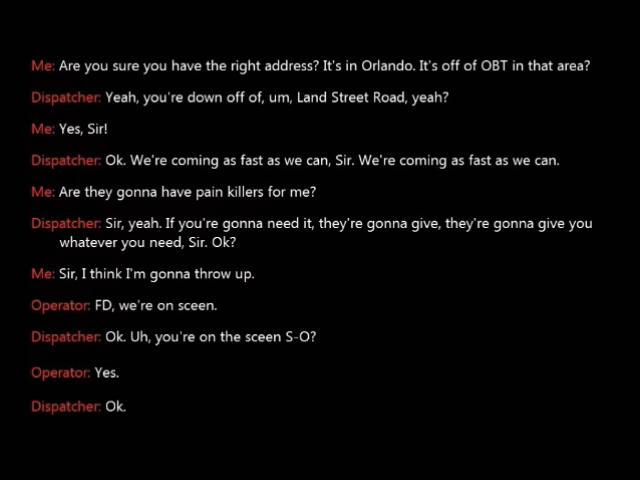 Me: Are you sure you have the right address? It's in Orlando. It's off of OBT in that area?
Dispatcher: Yeah, you're down off of, um, Land Street Road, yeah?
Me: Yes, Sir!
Dispatcher: Ok. We're coming as fast as we can, Sir. We're coming as fast as we can.
Me: Are they gonna have pain killers for me?
Dispatcher: Sir, yeah. If you're gonna need it, they're gonna give, they're gonna give you
whatever you need, Sir. Ok?
Me: Sir, I think I'm gonna throw up.
Operator: FD, we're on sceen.
Dispatcher: Ok. Uh, you're on the sceen S-O?
Operator: Yes.
Dispatcher: Ok.